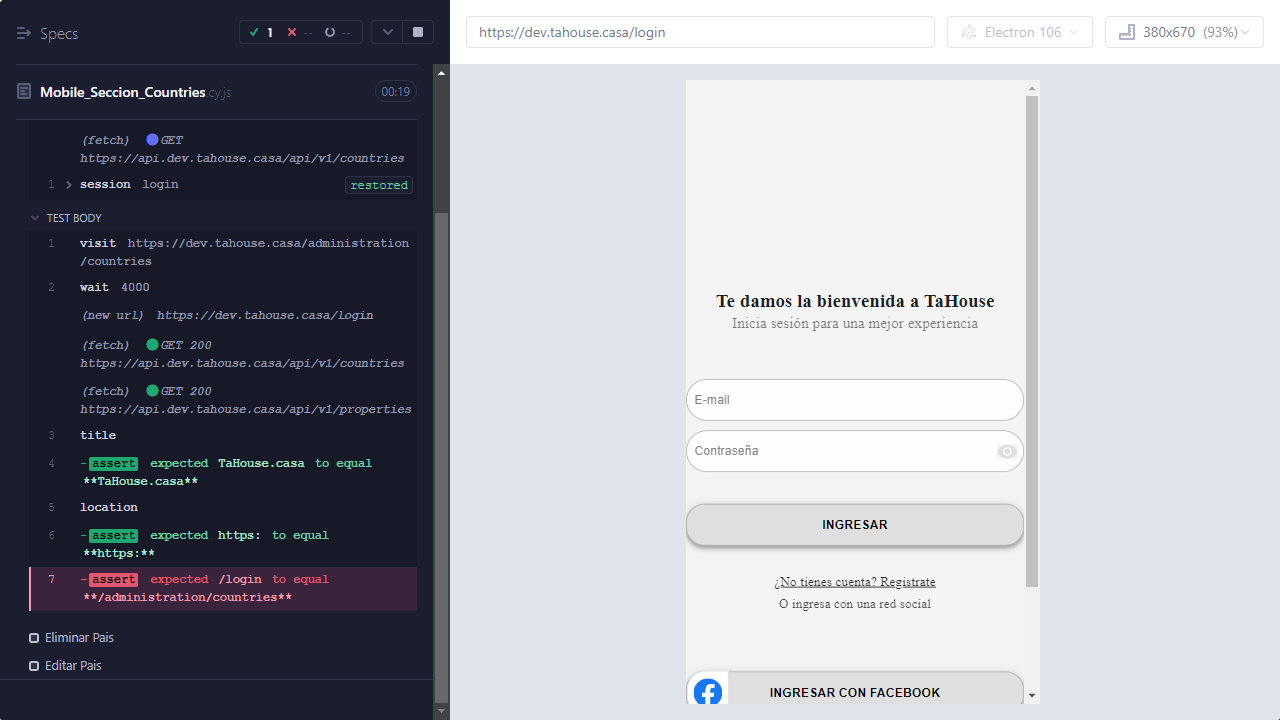 Specs
1
--
--
Mobile_Seccion_Countries.cy.js
00:19
(fetch) GET
https://api.dev.tahouse.casa/api/v1/countries
1 session login restored
TEST BODY
1 visit https://dev.tahouse.casa/administration
/countries
2 wait 4000
(new url) https://dev.tahouse.casa/login
(fetch) GET 200
https://api.dev.tahouse.casa/api/v1/countries
(fetch) GET 200
https://api.dev.tahouse.casa/api/v1/properties
3 title
4 -assert expected TaHouse.casa to equal
**TaHouse.casa**
5 location
6 -assert expected https: to equal
**https:**
7 -assert expected /login to equal
**/administration/countries**
Eliminar Pais
Editar Pais
https://dev.tahouse.casa/login
Electron 106
380x670 (93%)
Te damos la bienvenida a TaHouse
Inicia sesión para una mejor experiencia
E-mail
Contraseña
INGRESAR
¿No tienes cuenta? Registrate
O ingresa con una red social
INGRESAR CON FACEBOOK